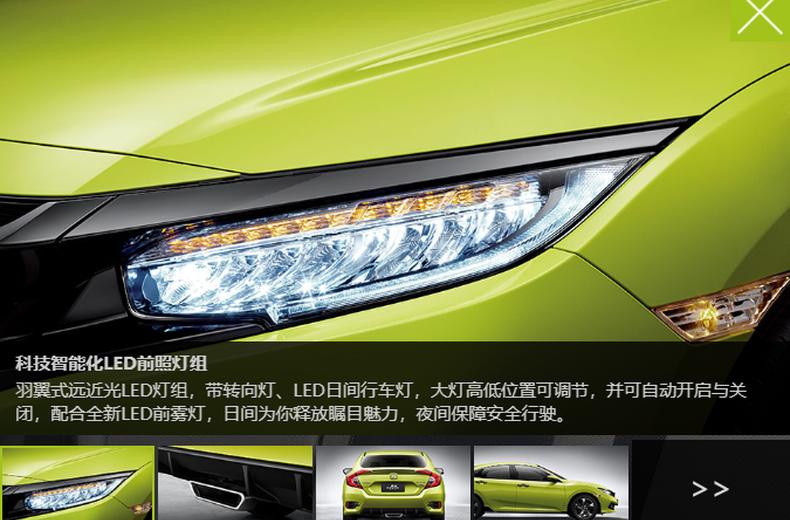 科技智能化LED前照灯组
羽翼式远近光LED灯组，带转向灯、LED日间行车灯，大灯高低位置可调节，并可自动开启与关
闭，配合全新LED前雾灯，日间为你释放瞩目魅力，夜间保障安全行驶。
>>